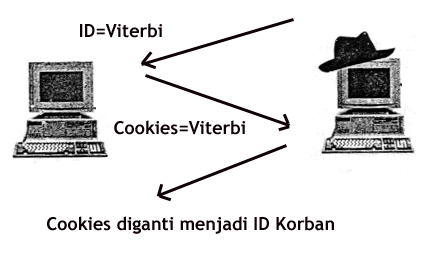 ID=Viterbi
Cookies=Viterbi
Cookies diganti menjadi ID Korban